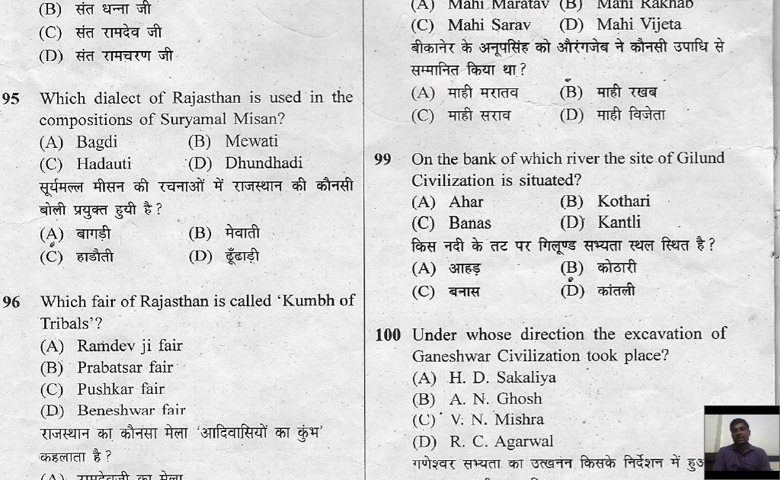 (B) संत धन्ना जी
(C) संत रामदेव जी
(D) संत रामचरण जी
95 Which dialect of Rajasthan is used in the
compositions of Suryamal Misan?
(A) Bagdi (B) Mewati
(C) Hadauti (D) Dhundhadi
सूर्यमल्ल मीसन की रचनाओं में राजस्थान की कौनसी
बोली प्रयुक्त हुयी है ?
(A) बागड़ी (B) मेवाती
(C) हाडौती (D) ढूँढाड़ी
96 Which fair of Rajasthan is called ‘Kumbh of
Tribals’?
(A) Ramdev ji fair
(B) Prabatsar fair
(C) Pushkar fair
(D) Beneshwar fair
राजस्थान का कौनसा मेला ‘आदिवासियों का कुंभ’
कहलाता है ?
(A) रामदेवजी का मेला
(A) Mahi Maratav (B) Mahi Rakhab
(C) Mahi Sarav (D) Mahi Vijeta
बीकानेर के अनूपसिंह को औरंगजेब ने कौनसी उपाधि से
सम्मानित किया था ?
(A) माही मरातव (B) माही रखब
(C) माही सराव (D) माही विजेता
99 On the bank of which river the site of Gilund
Civilization is situated?
(A) Ahar (B) Kothari
(C) Banas (D) Kantli
किस नदी के तट पर गिलूण्ड सभ्यता स्थल स्थित है ?
(A) आहड़ (B) कोठारी
(C) बनास (D) कांतली
100 Under whose direction the excavation of
Ganeshwar Civilization took place?
(A) H. D. Sakaliya
(B) A. N. Ghosh
(C) V. N. Mishra
(D) R. C. Agarwal
गणेश्वर सभ्यता का उत्खनन किसके निर्देशन में